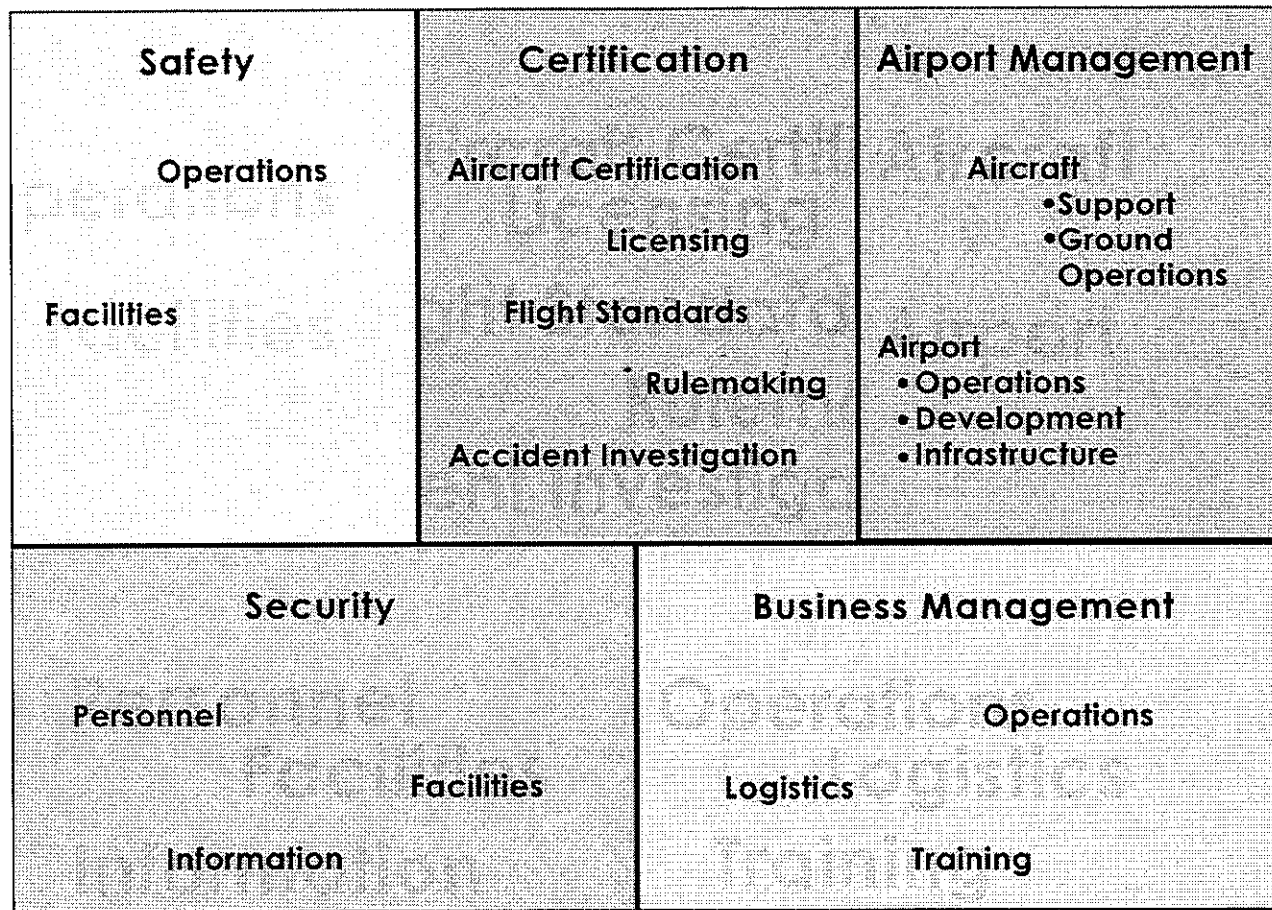 Safety
Operations
Facilities
Certification
Aircraft Certification
Licensing
Flight Standards
Rulemaking
Accident Investigation
Airport Management
Aircraft
•Support
•Ground
Operations
Airport
•Operations
•Development
•Infrastructure
Security
Personnel
Facilities
Information
Business Management
Operations
Logistics
Training